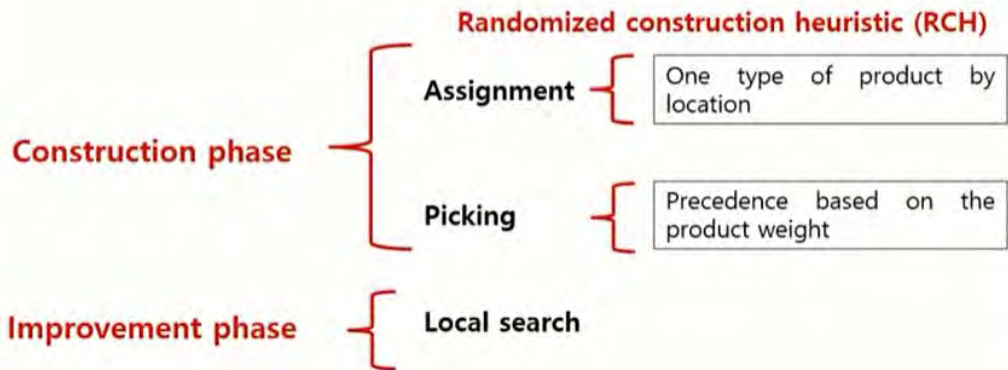 Randomized construction heuristic (RCH)
Assignment
One type of product by
location
Construction phase
Picking
Precedence based on the
product weight
Improvement phase
Local search